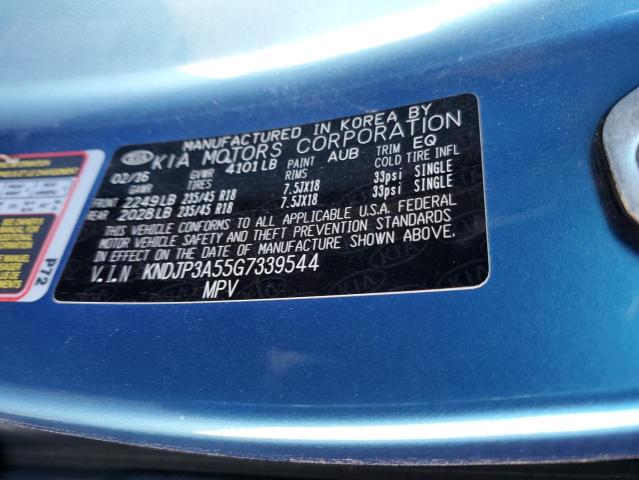 MANUFACTURED IN KOREA BY
KIA KIA MOTORS CORPORATION
02/16 GVWR 4101LB PAINT AUB TRIM EQ
GAWR TIRES RIMS COLD TIRE INFL
FRONT 2249LB 235/45 R18 7.5JX18 33psi SINGLE
REAR 2028LB 235/45 R18 7.5JX18 33psi SINGLE
THIS VEHICLE CONFORMS TO ALL APPLICABLE U.S.A. FEDERAL
MOTOR VEHICLE SAFETY AND THEFT PREVENTION STANDARDS
IN EFFECT ON THE DATE OF MANUFACTURE SHOWN ABOVE.
V.I.N KNDJP3A55G7339544
MPV
P72